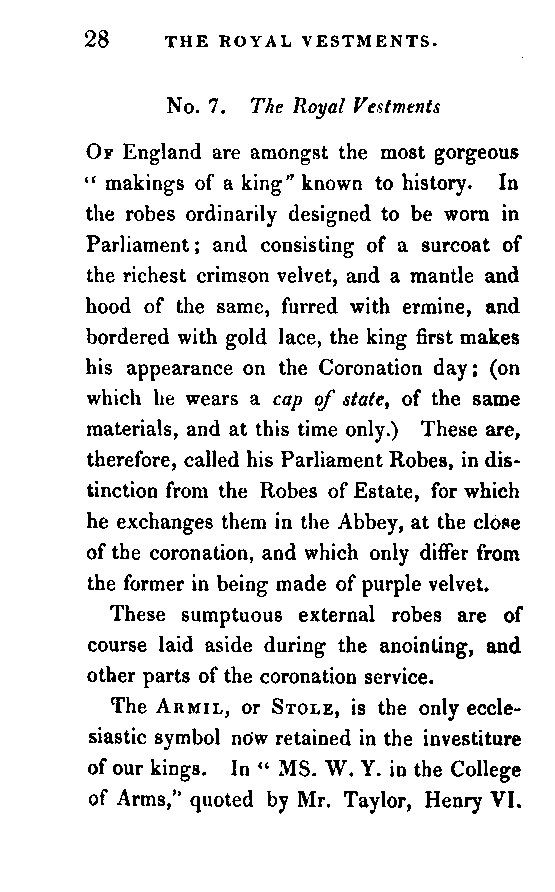 28 THE ROYAL VESTMENTS.
No. 7. The Royal Vestments
OF England are amongst the most gorgeous
“ makings of a king” known to history. In
the robes ordinarily designed to be worn in
Parliament; and consisting of a surcoat of
the richest crimson velvet, and a mantle and
hood of the same, furred with ermine, and
bordered with gold lace, the king first makes
his appearance on the Coronation day; (on
which he wears a cap of state, of the same
materials, and at this time only.) These are,
therefore, called his Parliament Robes, in dis-
tinction from the Robes of Estate, for which
he exchanges them in the Abbey, at the close
of the coronation, and which only differ from
the former in being made of purple velvet.
These sumptuous external robes are of
course laid aside during the anointing, and
other parts of the coronation service.
The ARMIL, or STOLE, is the only eccle-
siastic symbol now retained in the investiture
of our kings. In “ MS. W. Y. in the College
of Arms,” quoted by Mr. Taylor, Henry VI.